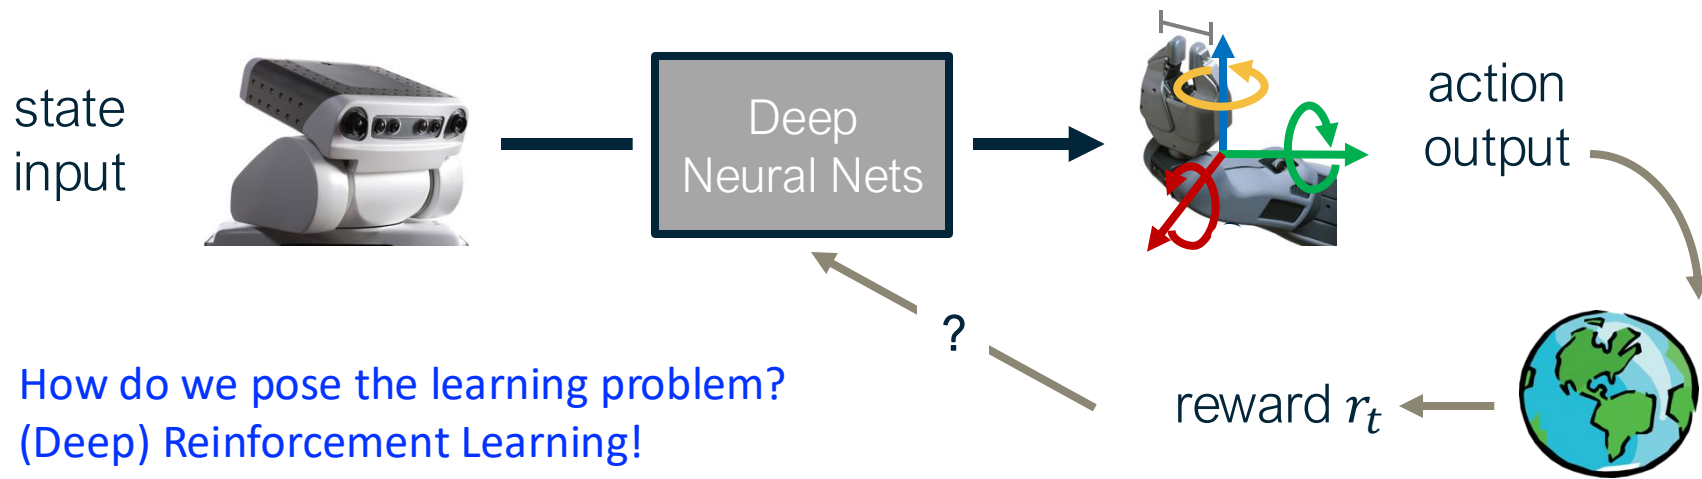 state
input
Deep
Neural Nets
action
output
?
How do we pose the learning problem?
(Deep) Reinforcement Learning!
reward r_t